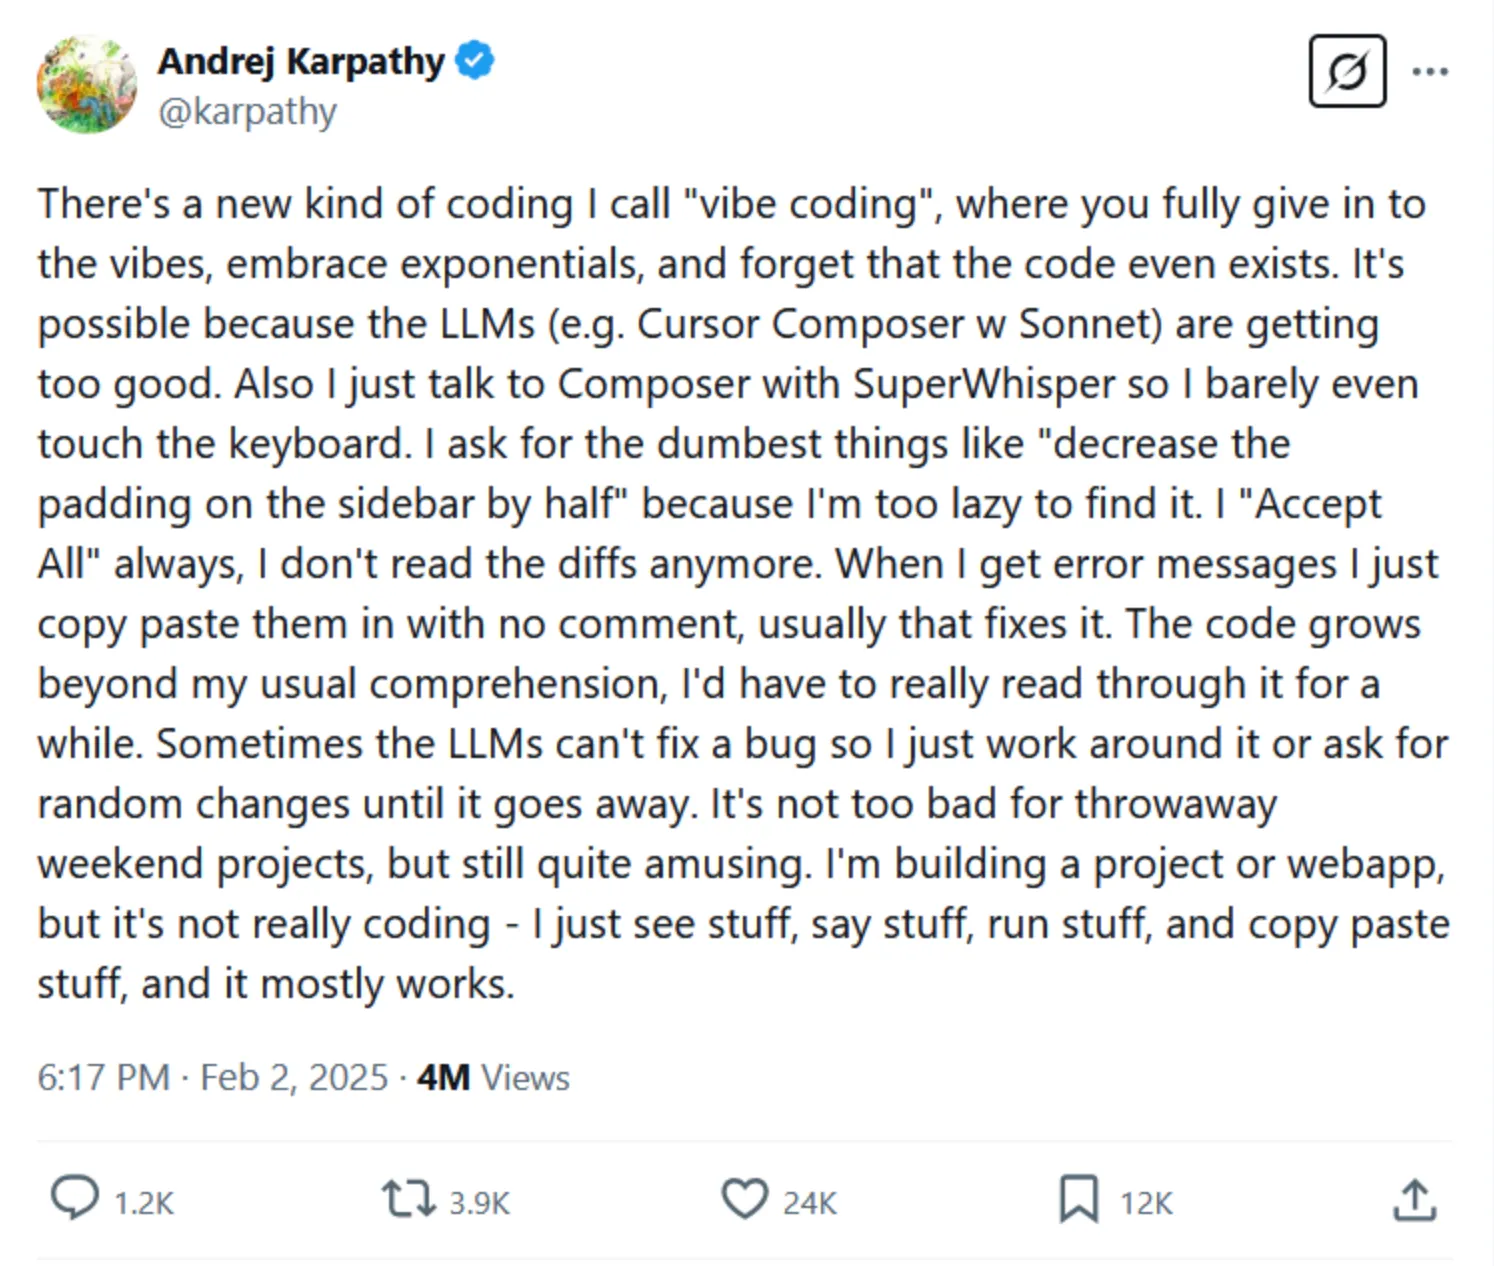 Andrej Karpathy
@karpathy
There's a new kind of coding I call "vibe coding", where you fully give in to
the vibes, embrace exponentials, and forget that the code even exists. It's
possible because the LLMs (e.g. Cursor Composer w Sonnet) are getting
too good. Also I just talk to Composer with SuperWhisper so I barely even
touch the keyboard. I ask for the dumbest things like "decrease the
padding on the sidebar by half" because I'm too lazy to find it. I "Accept
All" always, I don't read the diffs anymore. When I get error messages I just
copy paste them in with no comment, usually that fixes it. The code grows
beyond my usual comprehension, I'd have to really read through it for a
while. Sometimes the LLMs can't fix a bug so I just work around it or ask for
random changes until it goes away. It's not too bad for throwaway
weekend projects, but still quite amusing. I'm building a project or webapp,
but it's not really coding - I just see stuff, say stuff, run stuff, and copy paste
stuff, and it mostly works.
6:17 PM · Feb 2, 2025 · 4M Views
1.2K 3.9K 24K 12K